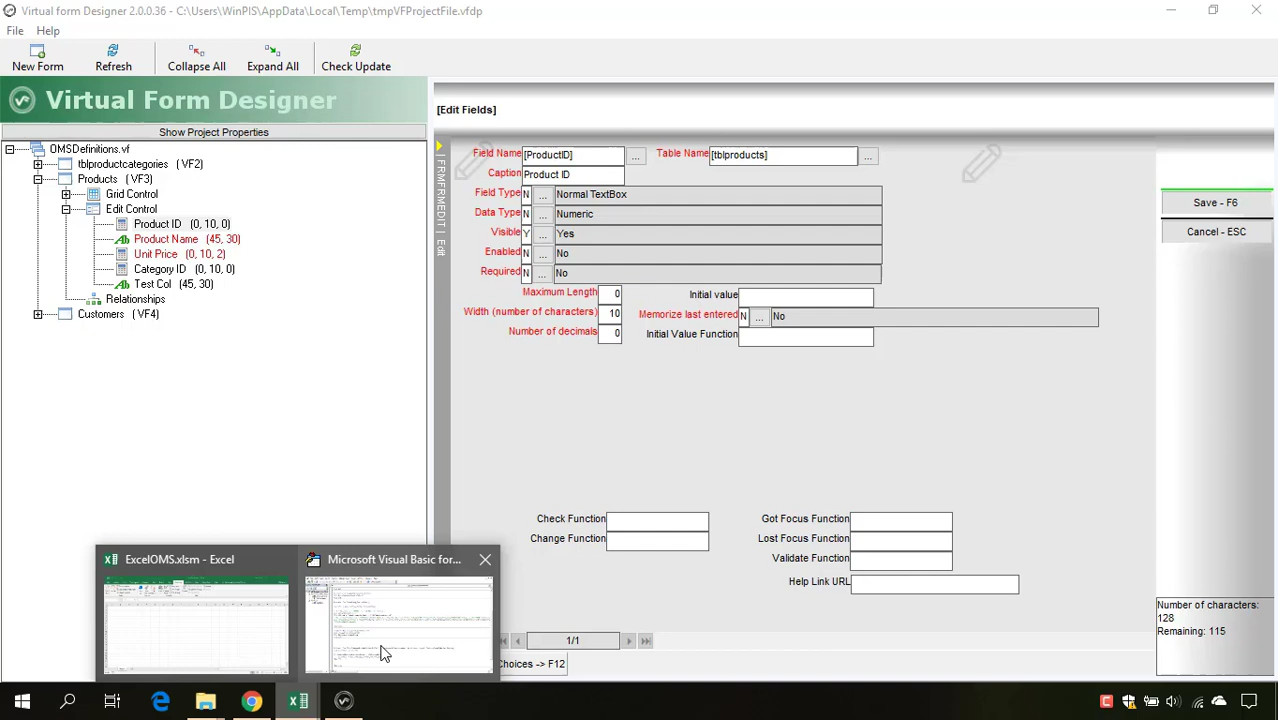 Virtual form Designer 2.0.0.36 - C:\Users\WinPIS\AppData\Local\Temp\tmpVFProjectFile.vfdp
File Help
New Form Refresh Collapse All Expand All Check Update
Virtual Form Designer
Show Project Properties
OMSDefinitions.vf
tblproductcategories (VF2)
Products (VF3)
Grid Control
Edit Control
Product ID (0, 10, 0)
Product Name (45, 30)
Unit Price (0, 10, 2)
Category ID (0, 10, 0)
Test Col (45, 30)
Relationships
Customers (VF4)
[Edit Fields]
FRMFRMEDIT | Edit
Field Name [ProductID] ... Table Name [tblproducts] ...
Caption Product ID
Field Type N ... Normal TextBox
Data Type N ... Numeric
Visible Y ... Yes
Enabled N ... No
Required N ... No
Maximum Length 0 Initial value
Width (number of characters) 10 Memorize last entered N ... No
Number of decimals 0 Initial Value Function
Check Function Got Focus Function
Change Function Lost Focus Function
Validate Function
Help Link URL
1/1
Choices -> F12
Save - F6
Cancel - ESC
Number of characters:
128
Remaining: 115
ExcelOMS.xlsm - Excel
Microsoft Visual Basic for...